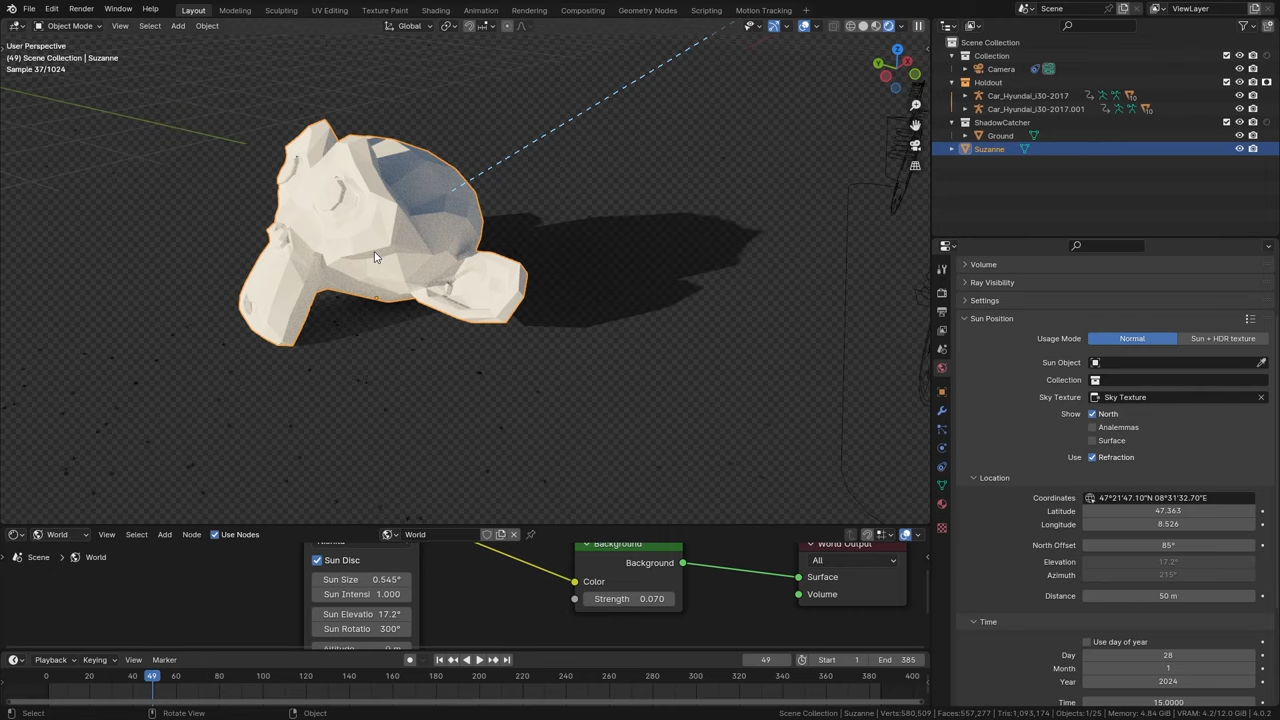 File Edit Render Window Help Layout Modeling Sculpting UV Editing Texture Paint Shading Animation Rendering Compositing Geometry Nodes Scripting Motion Tracking + Scene ViewLayer
Object Mode View Select Add Object Global
User Perspective
(49) Scene Collection | Suzanne
Sample 37/1024
Scene Collection
Collection
Camera
Holdout
Car_Hyundai_i30-2017
10
Car_Hyundai_i30-2017.001
10
ShadowCatcher
Ground
Suzanne
Volume
Ray Visibility
Settings
Sun Position
Usage Mode Normal Sun + HDR texture
Sun Object
Collection
Sky Texture Sky Texture
Show North
Analemmas
Surface
Use Refraction
Location
Coordinates 47°21'47.10"N 08°31'32.70"E
Latitude 47.363
Longitude 8.526
North Offset 85°
Elevation 17.2°
Azimuth 215°
Distance 50 m
Time
Use day of year
Day 28
Month 1
Year 2024
Time 15.0000
World View Select Add Node Use Nodes World
Scene World
Sun Disc
Sun Size 0.545°
Sun Intensi 1.000
Sun Elevatio 17.2°
Sun Rotatio 300°
Background
Background
Color
Strength 0.070
World Output
All
Surface
Volume
Playback Keying View Marker 49 Start 1 End 385
0 49 60 80 100 120 140 160 180 200 220 240 260 280 300 320 340 360 380 400
Select Rotate View Object Scene Collection | Suzanne | Verts:580,509 | Faces:557,277 | Tris:1,093,174 | Objects:1/25 | Memory: 4.84 GiB | VRAM: 4.2/12.0 GiB | 4.0.2